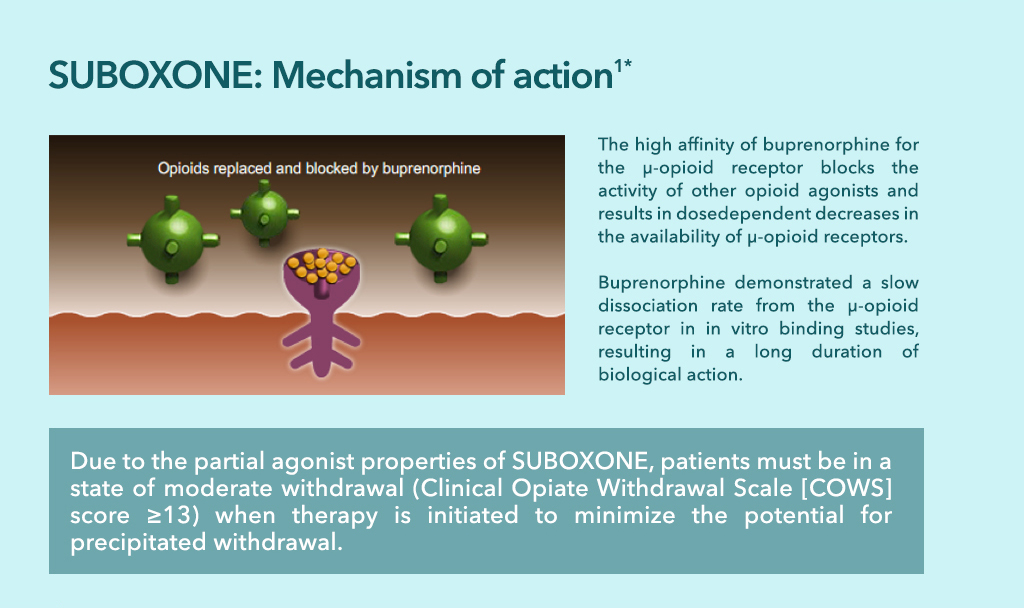 SUBOXONE: Mechanism of action1*
Opioids replaced and blocked by buprenorphine
The high affinity of buprenorphine for
the μ-opioid receptor blocks the
activity of other opioid agonists and
results in dosedependent decreases in
the availability of μ-opioid receptors.
Buprenorphine demonstrated a slow
dissociation rate from the μ-opioid
receptor in in vitro binding studies,
resulting in a long duration of
biological action.
Due to the partial agonist properties of SUBOXONE, patients must be in a
state of moderate withdrawal (Clinical Opiate Withdrawal Scale [COWS]
score ≥13) when therapy is initiated to minimize the potential for
precipitated withdrawal.